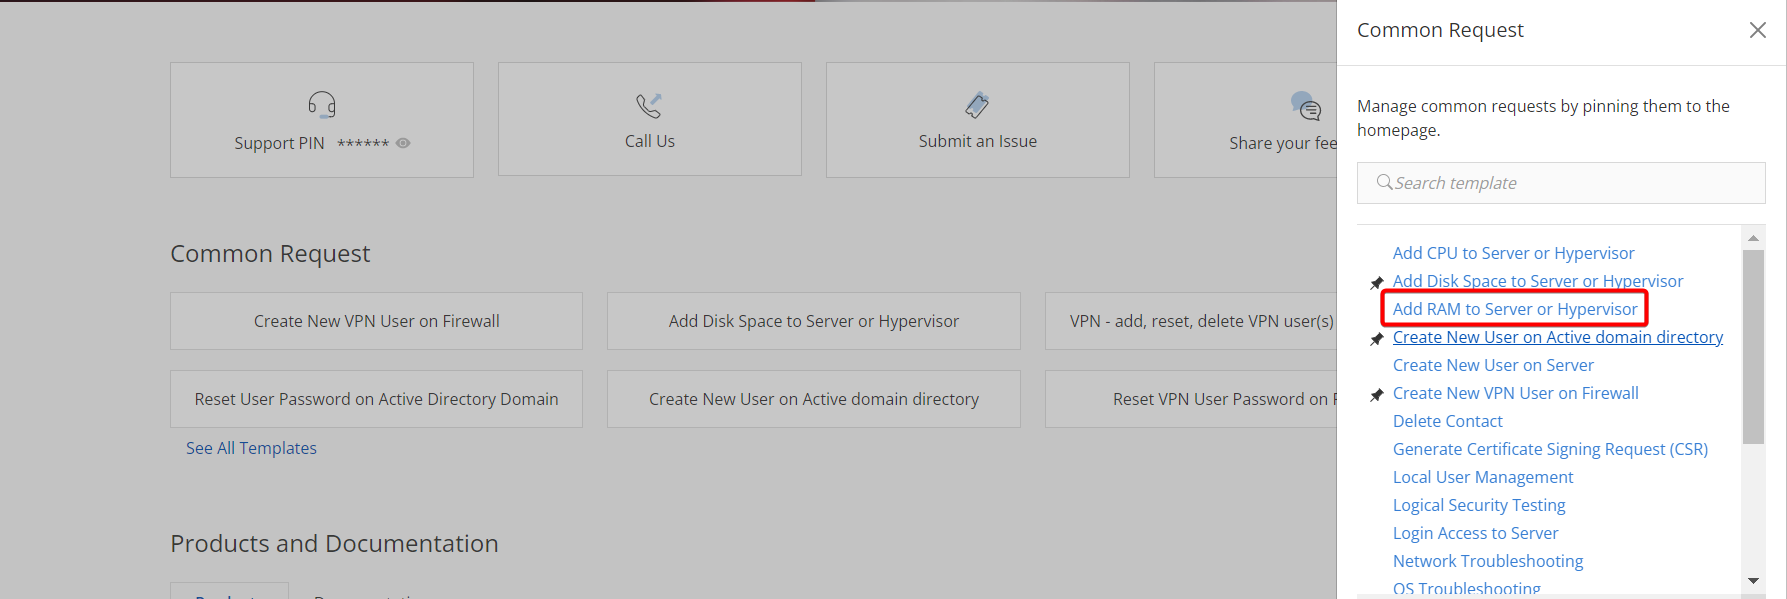 Support PIN ******
Call Us
Submit an Issue
Share your fee
Common Request
Create New VPN User on Firewall
Add Disk Space to Server or Hypervisor
VPN - add, reset, delete VPN user(s)
Reset User Password on Active Directory Domain
Create New User on Active domain directory
Reset VPN User Password on
See All Templates
Products and Documentation
Common Request
Manage common requests by pinning them to the
homepage.
Search template
Add CPU to Server or Hypervisor
Add Disk Space to Server or Hypervisor
Add RAM to Server or Hypervisor
Create New User on Active domain directory
Create New User on Server
Create New VPN User on Firewall
Delete Contact
Generate Certificate Signing Request (CSR)
Local User Management
Logical Security Testing
Login Access to Server
Network Troubleshooting
OS Troubleshooting